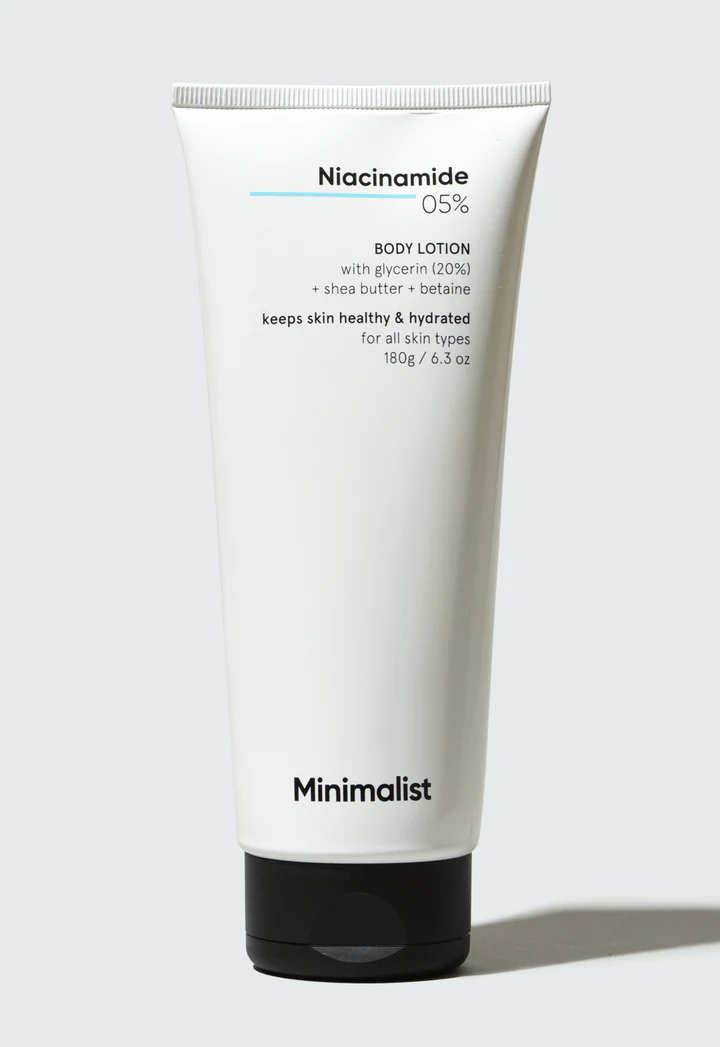 Niacinamide
05%
BODY LOTION
with glycerin (20%)
+ shea butter + betaine
keeps skin healthy & hydrated
for all skin types
180g / 6.3 oz
Minimalist